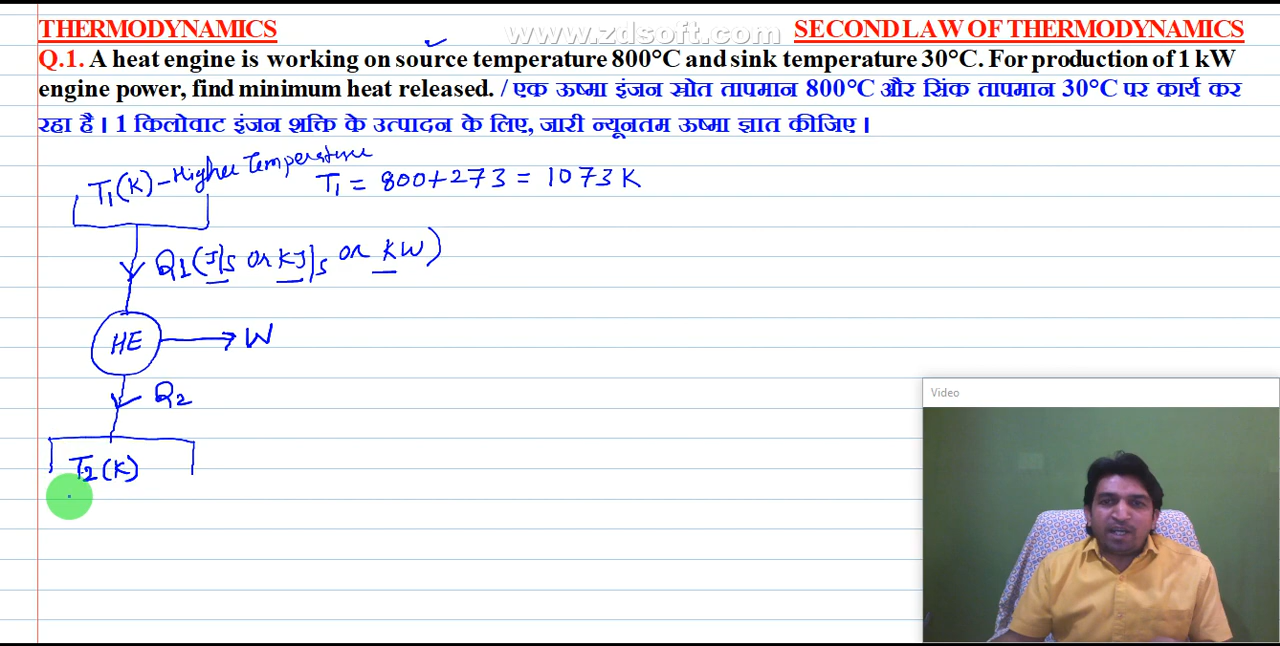 THERMODYNAMICS www.zdsoft.com SECOND LAW OF THERMODYNAMICS
Q.1. A heat engine is working on source temperature 800°C and sink temperature 30°C. For production of 1 kW
engine power, find minimum heat released. / एक ऊष्मा इंजन स्रोत तापमान 800°C और सिंक तापमान 30°C पर कार्य कर
रहा है। 1 किलोवाट इंजन शक्ति के उत्पादन के लिए, जारी न्यूनतम ऊष्मा ज्ञात कीजिए।
T1(K) - Higher Temperature
T1 = 800+273 = 1073 K
Q1 (J/s or kJ/s or kW)
HE → W
Q2
T2(K)
Video